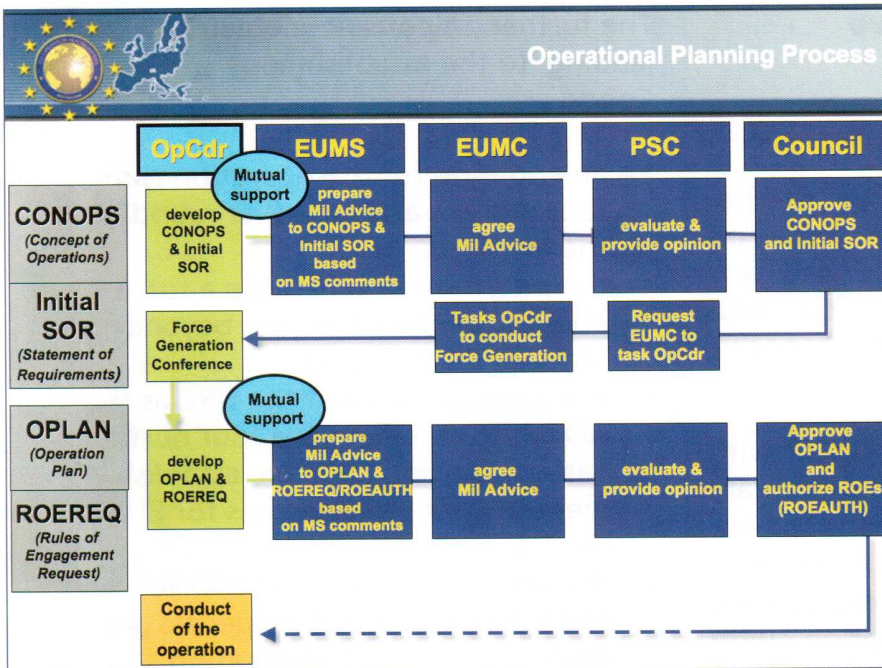 Operational Planning Process
OpCdr
EUMS
EUMC
PSC
Council
CONOPS
(Concept of
Operations)
develop
CONOPS
& Initial
SOR
Mutual
support
prepare
Mil Advice
to CONOPS &
Initial SOR
based
on MS comments
agree
Mil Advice
evaluate &
provide opinion
Approve
CONOPS
and Initial SOR
Initial
SOR
(Statement of
Requirements)
Force
Generation
Conference
Tasks OpCdr
to conduct
Force Generation
Request
EUMC to
task OpCdr
OPLAN
(Operation
Plan)
develop
OPLAN &
ROEREQ
Mutual
support
prepare
Mil Advice
to OPLAN &
ROEREQ/ROEAUTH
based
on MS comments
agree
Mil Advice
evaluate &
provide opinion
Approve
OPLAN
and
authorize ROEs
(ROEAUTH)
ROEREQ
(Rules of
Engagement
Request)
Conduct
of the
operation